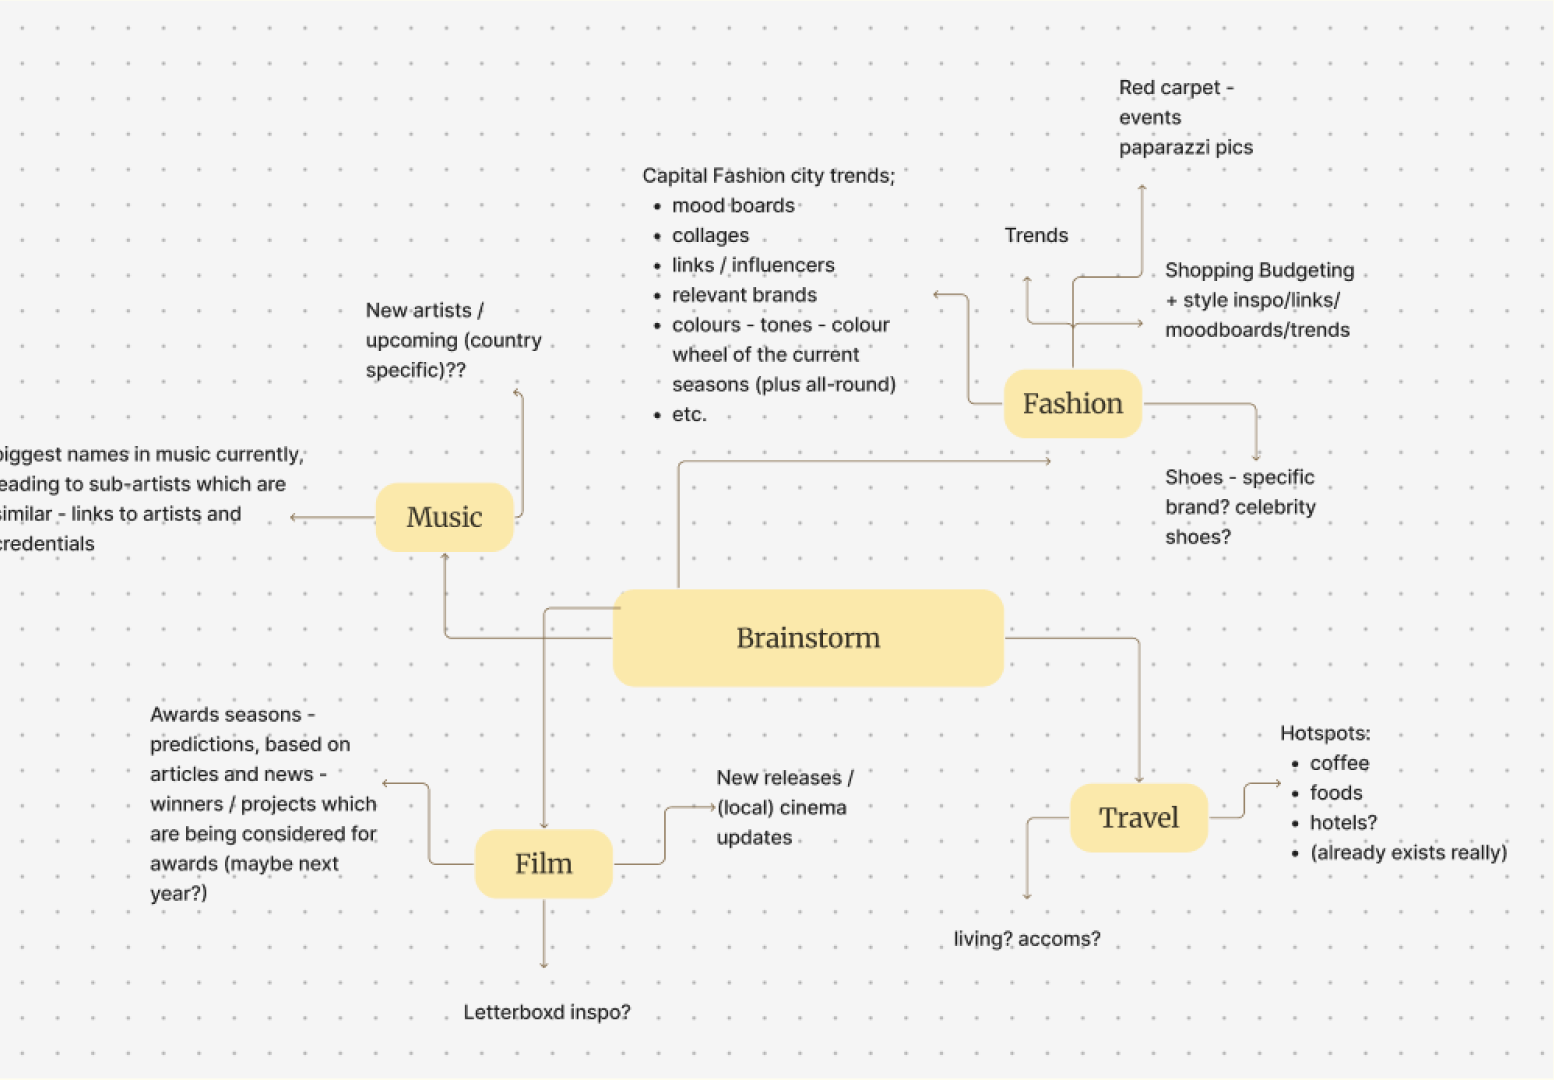 Red carpet -
events
paparazzi pics
Capital Fashion city trends;
• mood boards
• collages
• links / influencers
• relevant brands
• colours - tones - colour
wheel of the current
seasons (plus all-round)
• etc.
Trends
Shopping Budgeting
+ style inspo/links/
moodboards/trends
New artists /
upcoming (country
specific)??
Fashion
biggest names in music currently,
leading to sub-artists which are
similar - links to artists and
credentials
Music
Shoes - specific
brand? celebrity
shoes?
Brainstorm
Awards seasons -
predictions, based on
articles and news -
winners / projects which
are being considered for
awards (maybe next
year?)
New releases /
(local) cinema
updates
Film
Letterboxd inspo?
Travel
Hotspots:
• coffee
• foods
• hotels?
• (already exists really)
living? accoms?